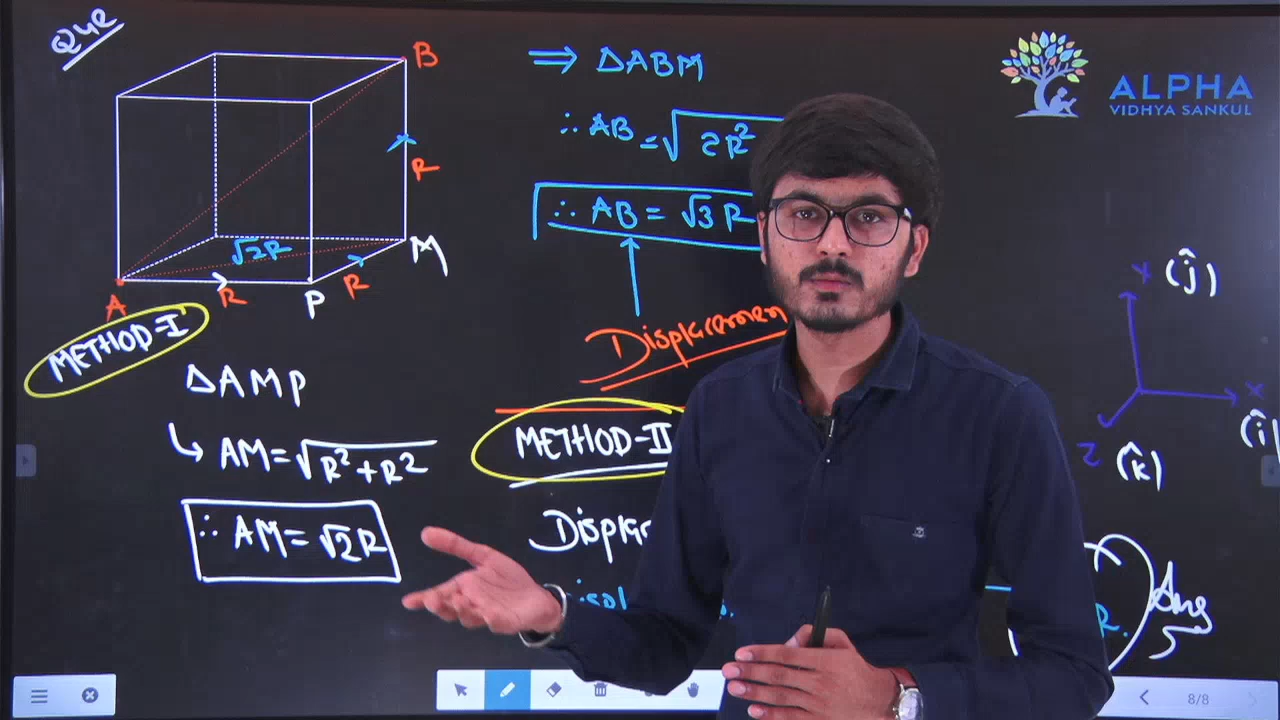 Q42
B
R
M
√2R
A
R
P
R
METHOD-I
ΔAMP
↳ AM = √R² + R²
∴ AM = √2R
⇒ ΔABM
∴ AB = √2R²
∴ AB = √3 R
METHOD-II
ALPHA
VIDHYA SANKUL
Y (ĵ)
X
Z (k̂)
R.
Ans
8/8